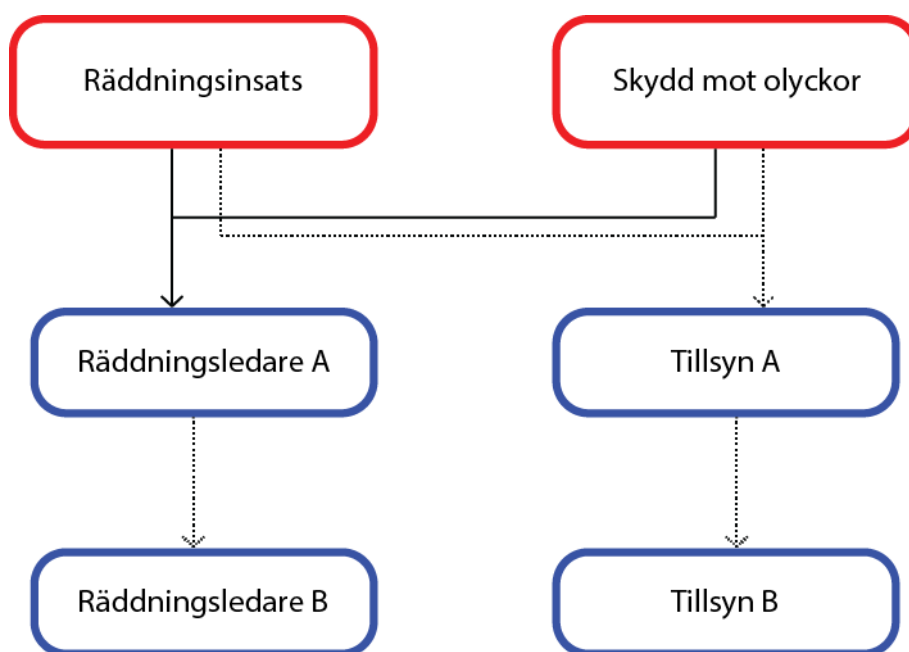 Räddningsinsats
Skydd mot olyckor
Räddningsledare A
Tillsyn A
Räddningsledare B
Tillsyn B